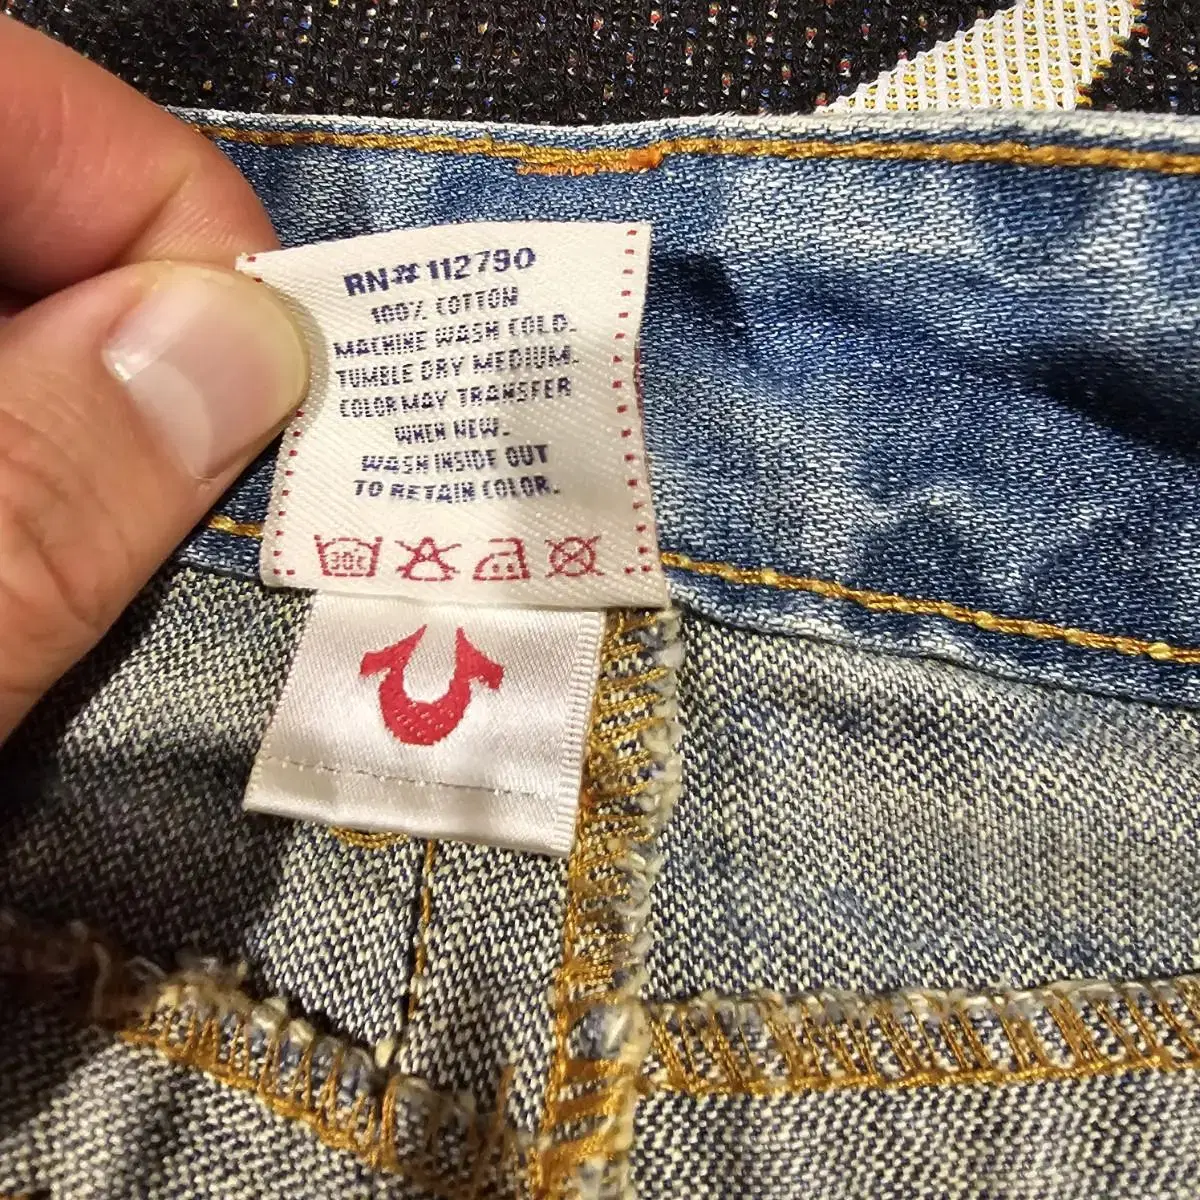 RN# 112790
100% COTTON
MACHINE WASH COLD.
TUMBLE DRY MEDIUM.
COLOR MAY TRANSFER
WHEN NEW.
WASH INSIDE OUT
TO RETAIN COLOR.
30C